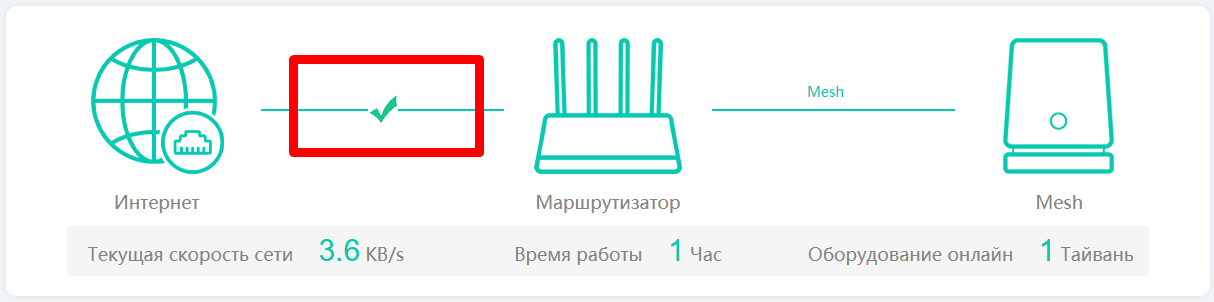 Mesh
Интернет Маршрутизатор Mesh
Текущая скорость сети 3.6 KB/s Время работы 1 Час Оборудование онлайн 1 Тайвань